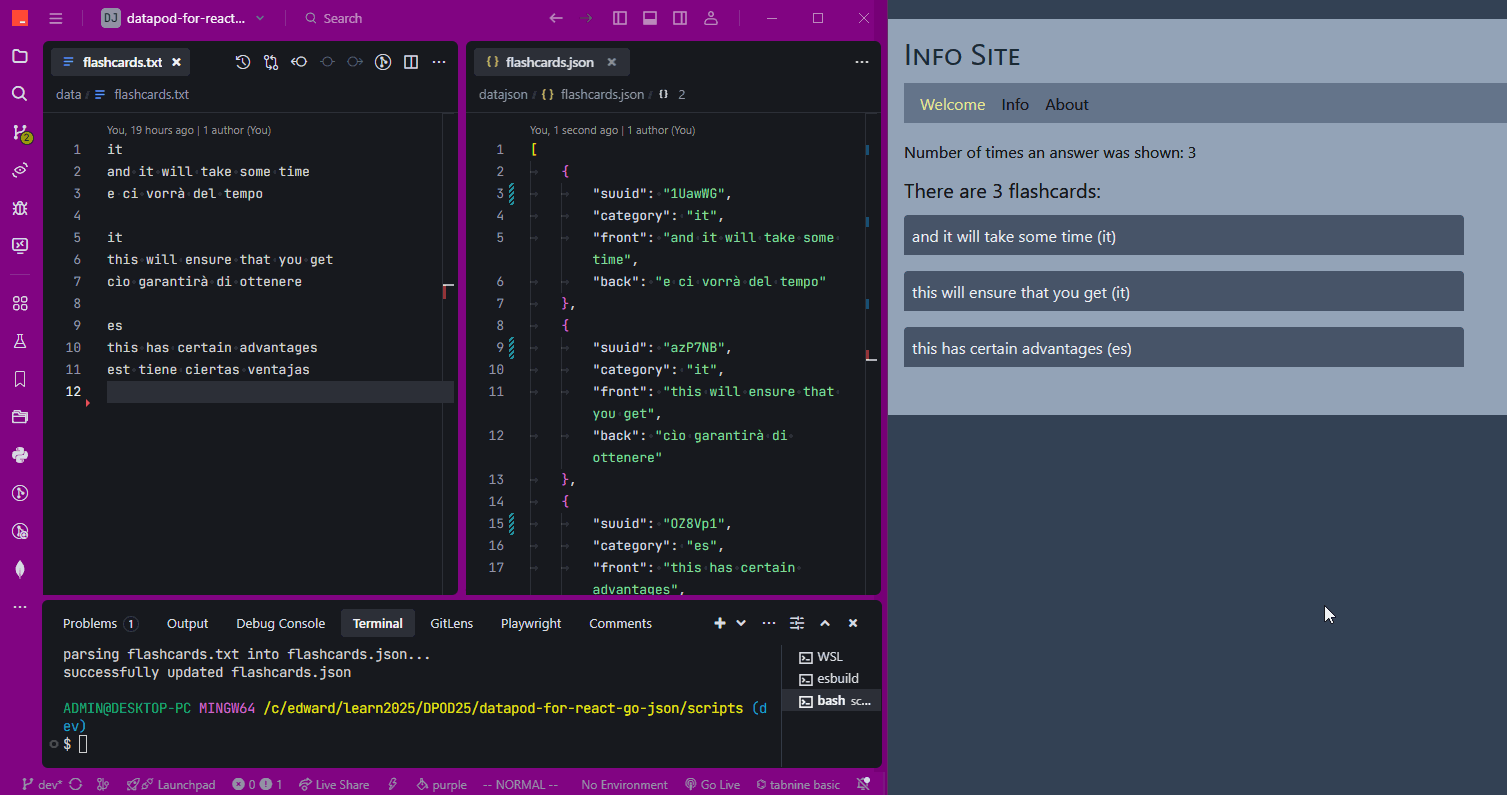 DJ datapod-for-react... Search
flashcards.txt
data flashcards.txt
You, 19 hours ago | 1 author (You)
1 it
2 and it will take some time
3 e ci vorrà del tempo
4
5 it
6 this will ensure that you get
7 cìo garantirà di ottenere
8
9 es
10 this has certain advantages
11 est tiene ciertas ventajas
12
{} flashcards.json
datajson / {} flashcards.json / {} 2
You, 1 second ago | 1 author (You)
1 [
2 {
3 "suuid": "1UawWG",
4 "category": "it",
5 "front": "and it will take some
time",
6 "back": "e ci vorrà del tempo"
7 },
8 {
9 "suuid": "azP7NB",
10 "category": "it",
11 "front": "this will ensure that
you get",
12 "back": "cìo garantirà di
ottenere"
13 },
14 {
15 "suuid": "OZ8Vp1",
16 "category": "es",
17 "front": "this has certain
advantages",
2
Problems 1 Output Debug Console Terminal GitLens Playwright Comments
parsing flashcards.txt into flashcards.json...
successfully updated flashcards.json
ADMIN@DESKTOP-PC MINGW64 /c/edward/learn2025/DPOD25/datapod-for-react-go-json/scripts (d
ev)
$
WSL
esbuild
bash sc...
dev* Launchpad 0 1 Live Share purple -- NORMAL -- No Environment Go Live tabnine basic
Info Site
Welcome Info About
Number of times an answer was shown: 3
There are 3 flashcards:
and it will take some time (it)
this will ensure that you get (it)
this has certain advantages (es)